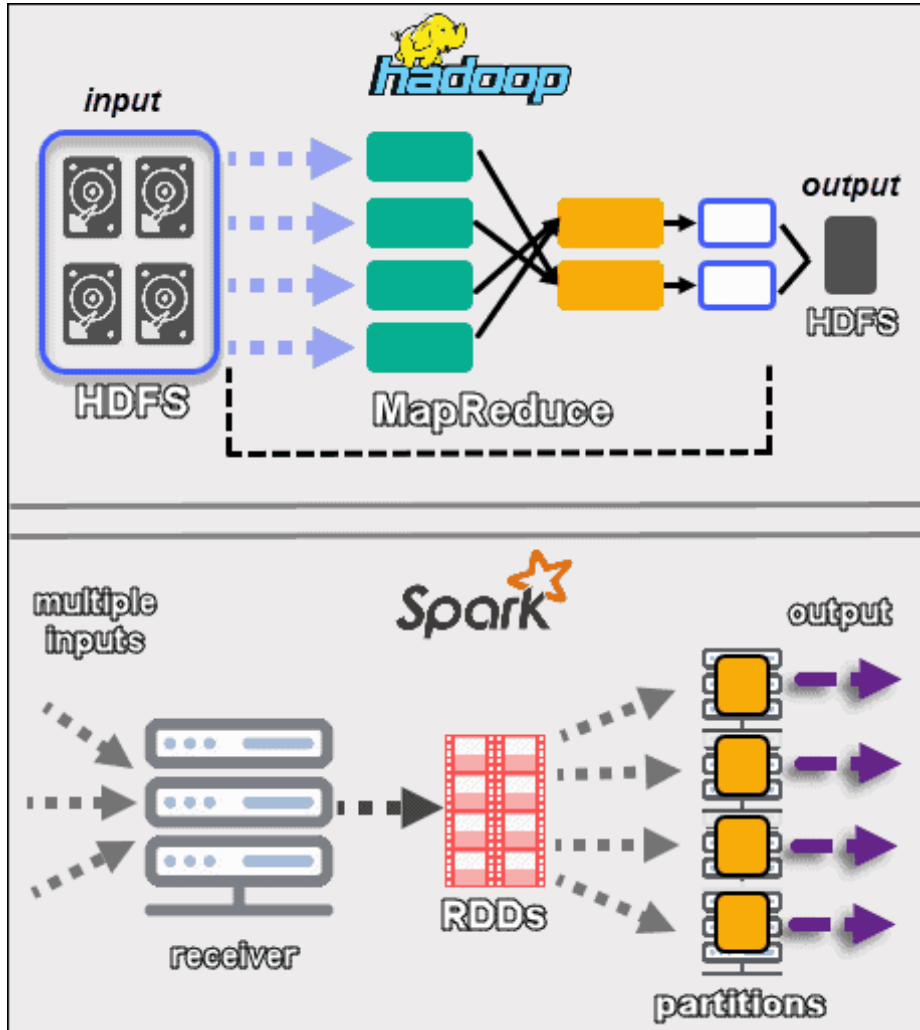 hadoop
input
output
HDFS
HDFS
MapReduce
Spark
multiple
inputs
output
RDDs
receiver
partitions